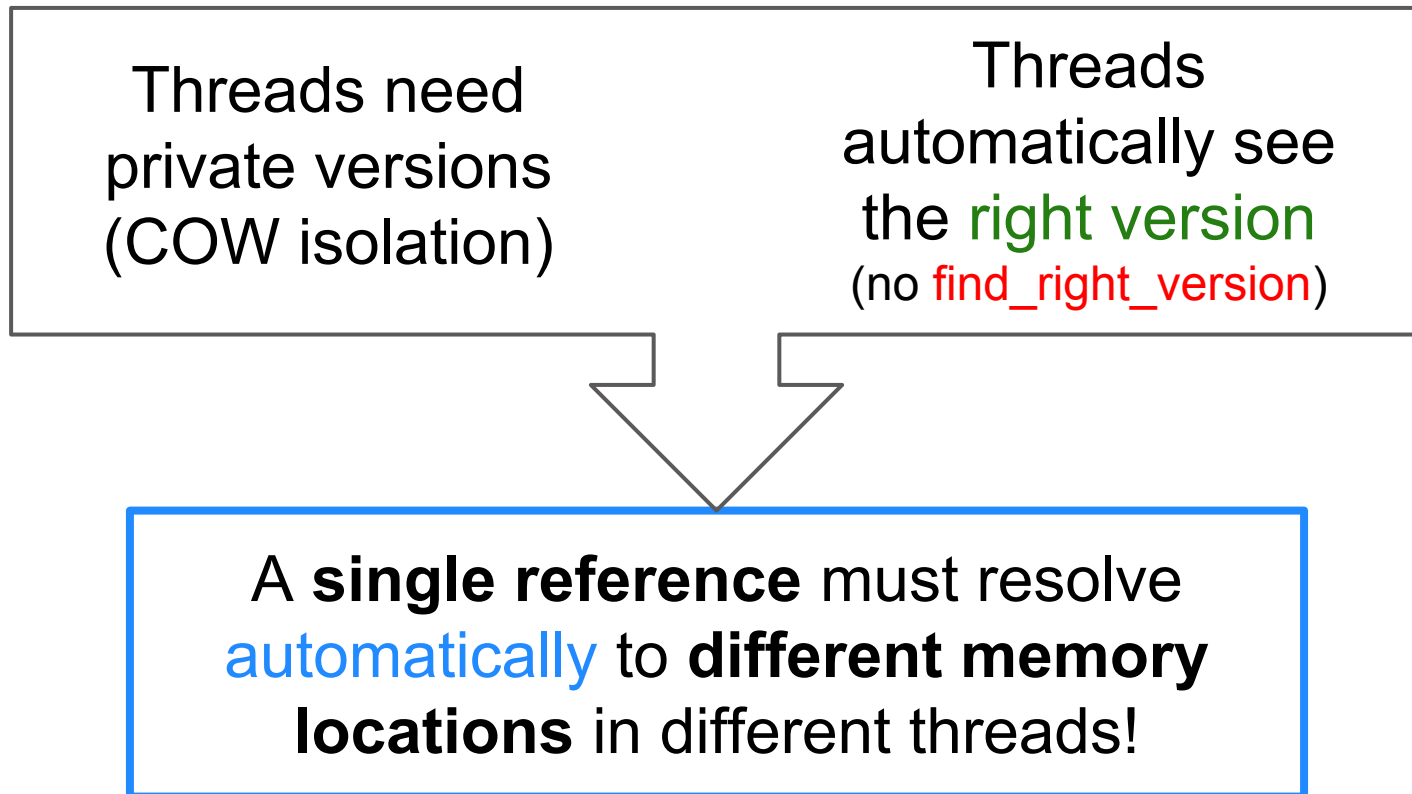 Threads need
private versions
(COW isolation)
Threads
automatically see
the right version
(no find_right_version)
A single reference must resolve
automatically to different memory
locations in different threads!